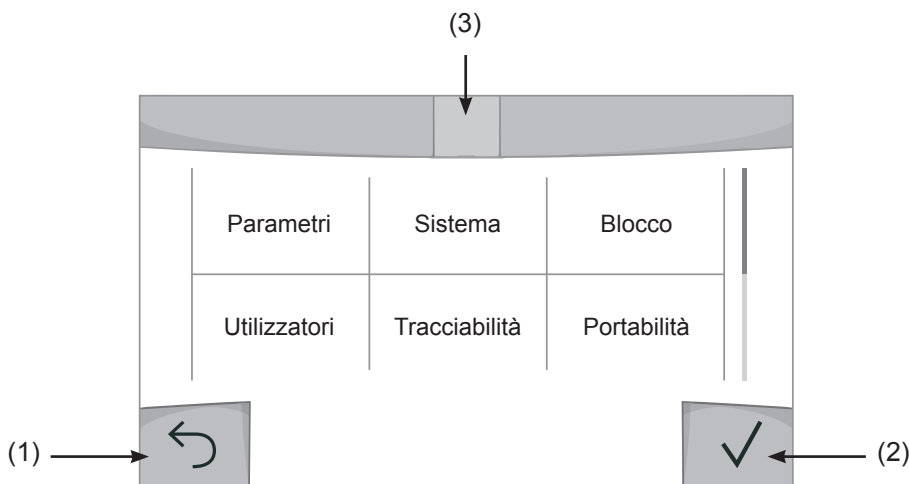 (3)
Parametri Sistema Blocco
Utilizzatori Tracciabilità Portabilità
(1) (2)